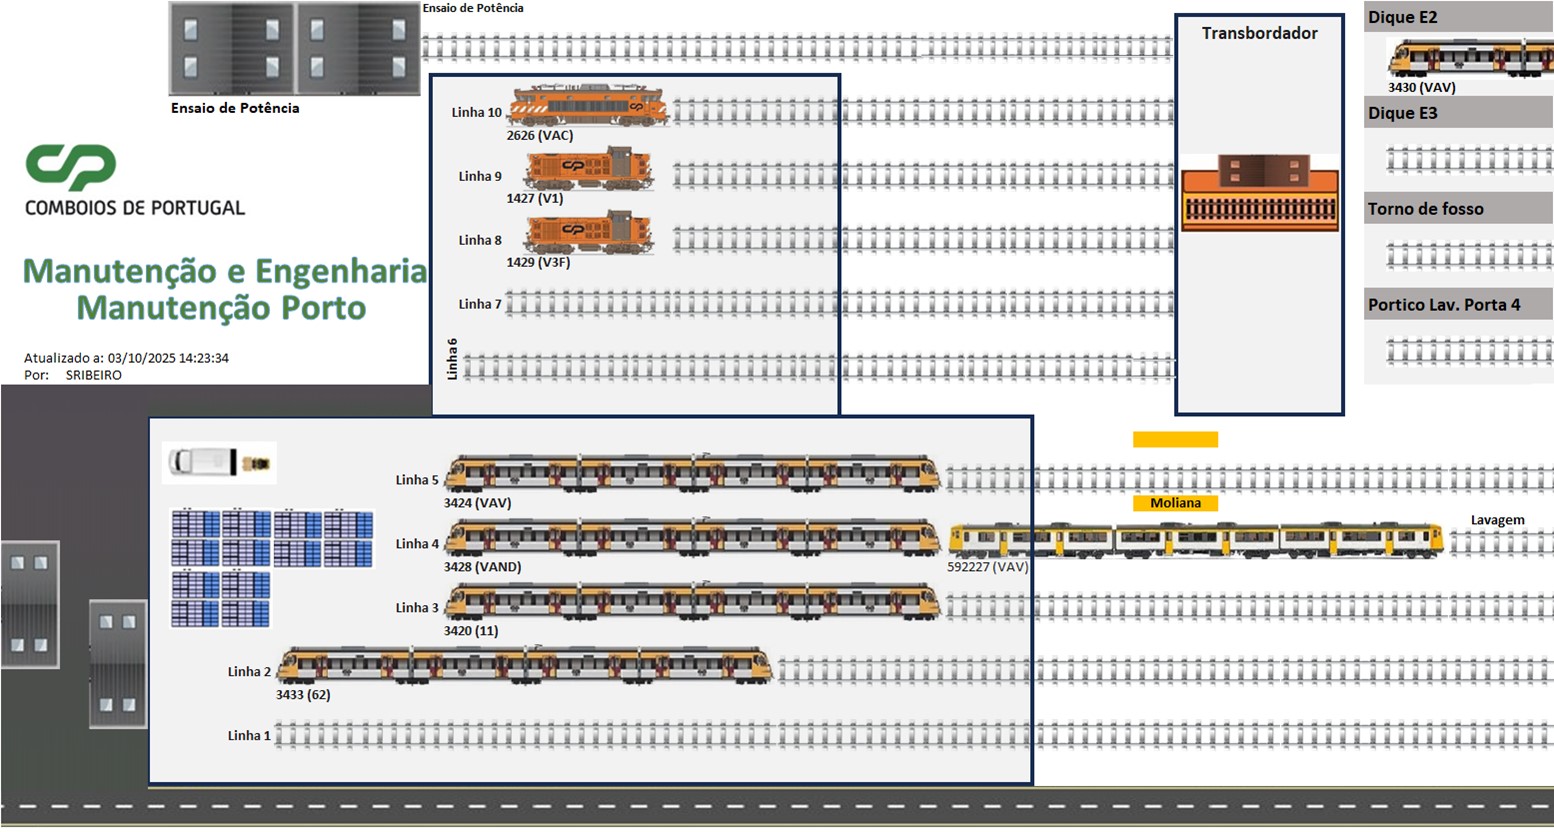 Ensaio de Potência
Ensaio de Potência
CP
COMBOIOS DE PORTUGAL
Manutenção e Engenharia
Manutenção Porto
Atualizado a: 03/10/2025 14:23:34
Por: SRIBEIRO
Linha 10
2626 (VAC)
Linha 9
1427 (V1)
Linha 8
1429 (V3F)
Linha 7
Linha 6
Transbordador
Dique E2
3430 (VAV)
Dique E3
Torno de fosso
Portico Lav. Porta 4
Linha 5
3424 (VAV)
Moliana
Lavagem
Linha 4
3428 (VAND)
592227 (VAV)
Linha 3
3420 (11)
Linha 2
3433 (62)
Linha 1